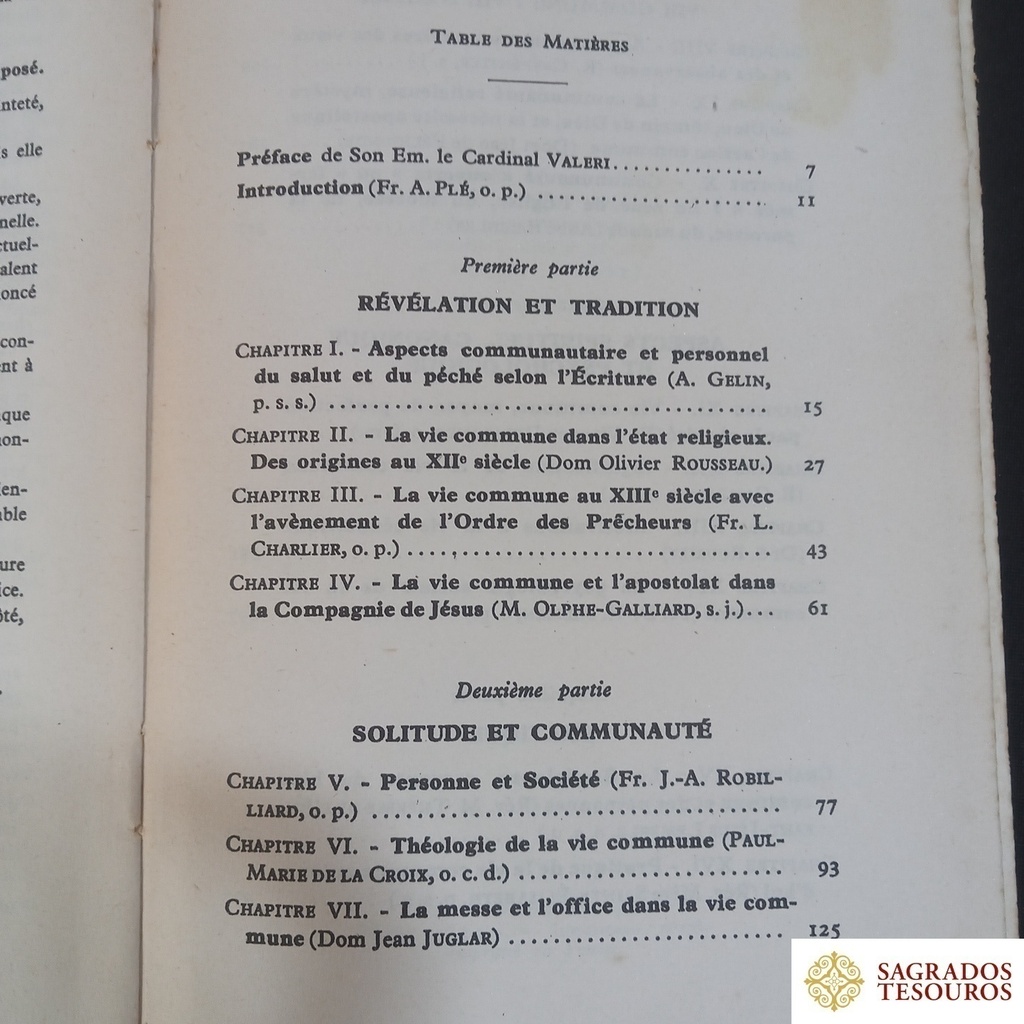 posé.
nteté,
s elle
verte,
nelle.
ctuel-
alent
oncé
con-
nt à
que
non-
en-
able
ure
ice.
ôté,
TABLE DES MATIÈRES
Préface de Son Em. le Cardinal VALERI............... 7
Introduction (Fr. A. PLÉ, o. p.) ...................... 11
Première partie
RÉVÉLATION ET TRADITION
CHAPITRE I. - Aspects communautaire et personnel
du salut et du péché selon l'Écriture (A. GELIN,
p. s. s.) ........................................ 15
CHAPITRE II. - La vie commune dans l'état religieux.
Des origines au XIIe siècle (Dom Olivier ROUSSEAU.) 27
CHAPITRE III. - La vie commune au XIIIe siècle avec
l'avènement de l'Ordre des Prêcheurs (Fr. L.
CHARLIER, o. p.) ................................... 43
CHAPITRE IV. - La vie commune et l'apostolat dans
la Compagnie de Jésus (M. OLPHE-GALLIARD, s. j.)... 61
Deuxième partie
SOLITUDE ET COMMUNAUTÉ
CHAPITRE V. - Personne et Société (Fr. J.-A. ROBIL-
LIARD, o. p.) ...................................... 77
CHAPITRE VI. - Théologie de la vie commune (PAUL-
MARIE DE LA CROIX, o. c. d.) ......................... 93
CHAPITRE VII. - La messe et l'office dans la vie com-
mune (Dom Jean JUGLAR) .......................... 125
SAGRADOS
TESOUROS